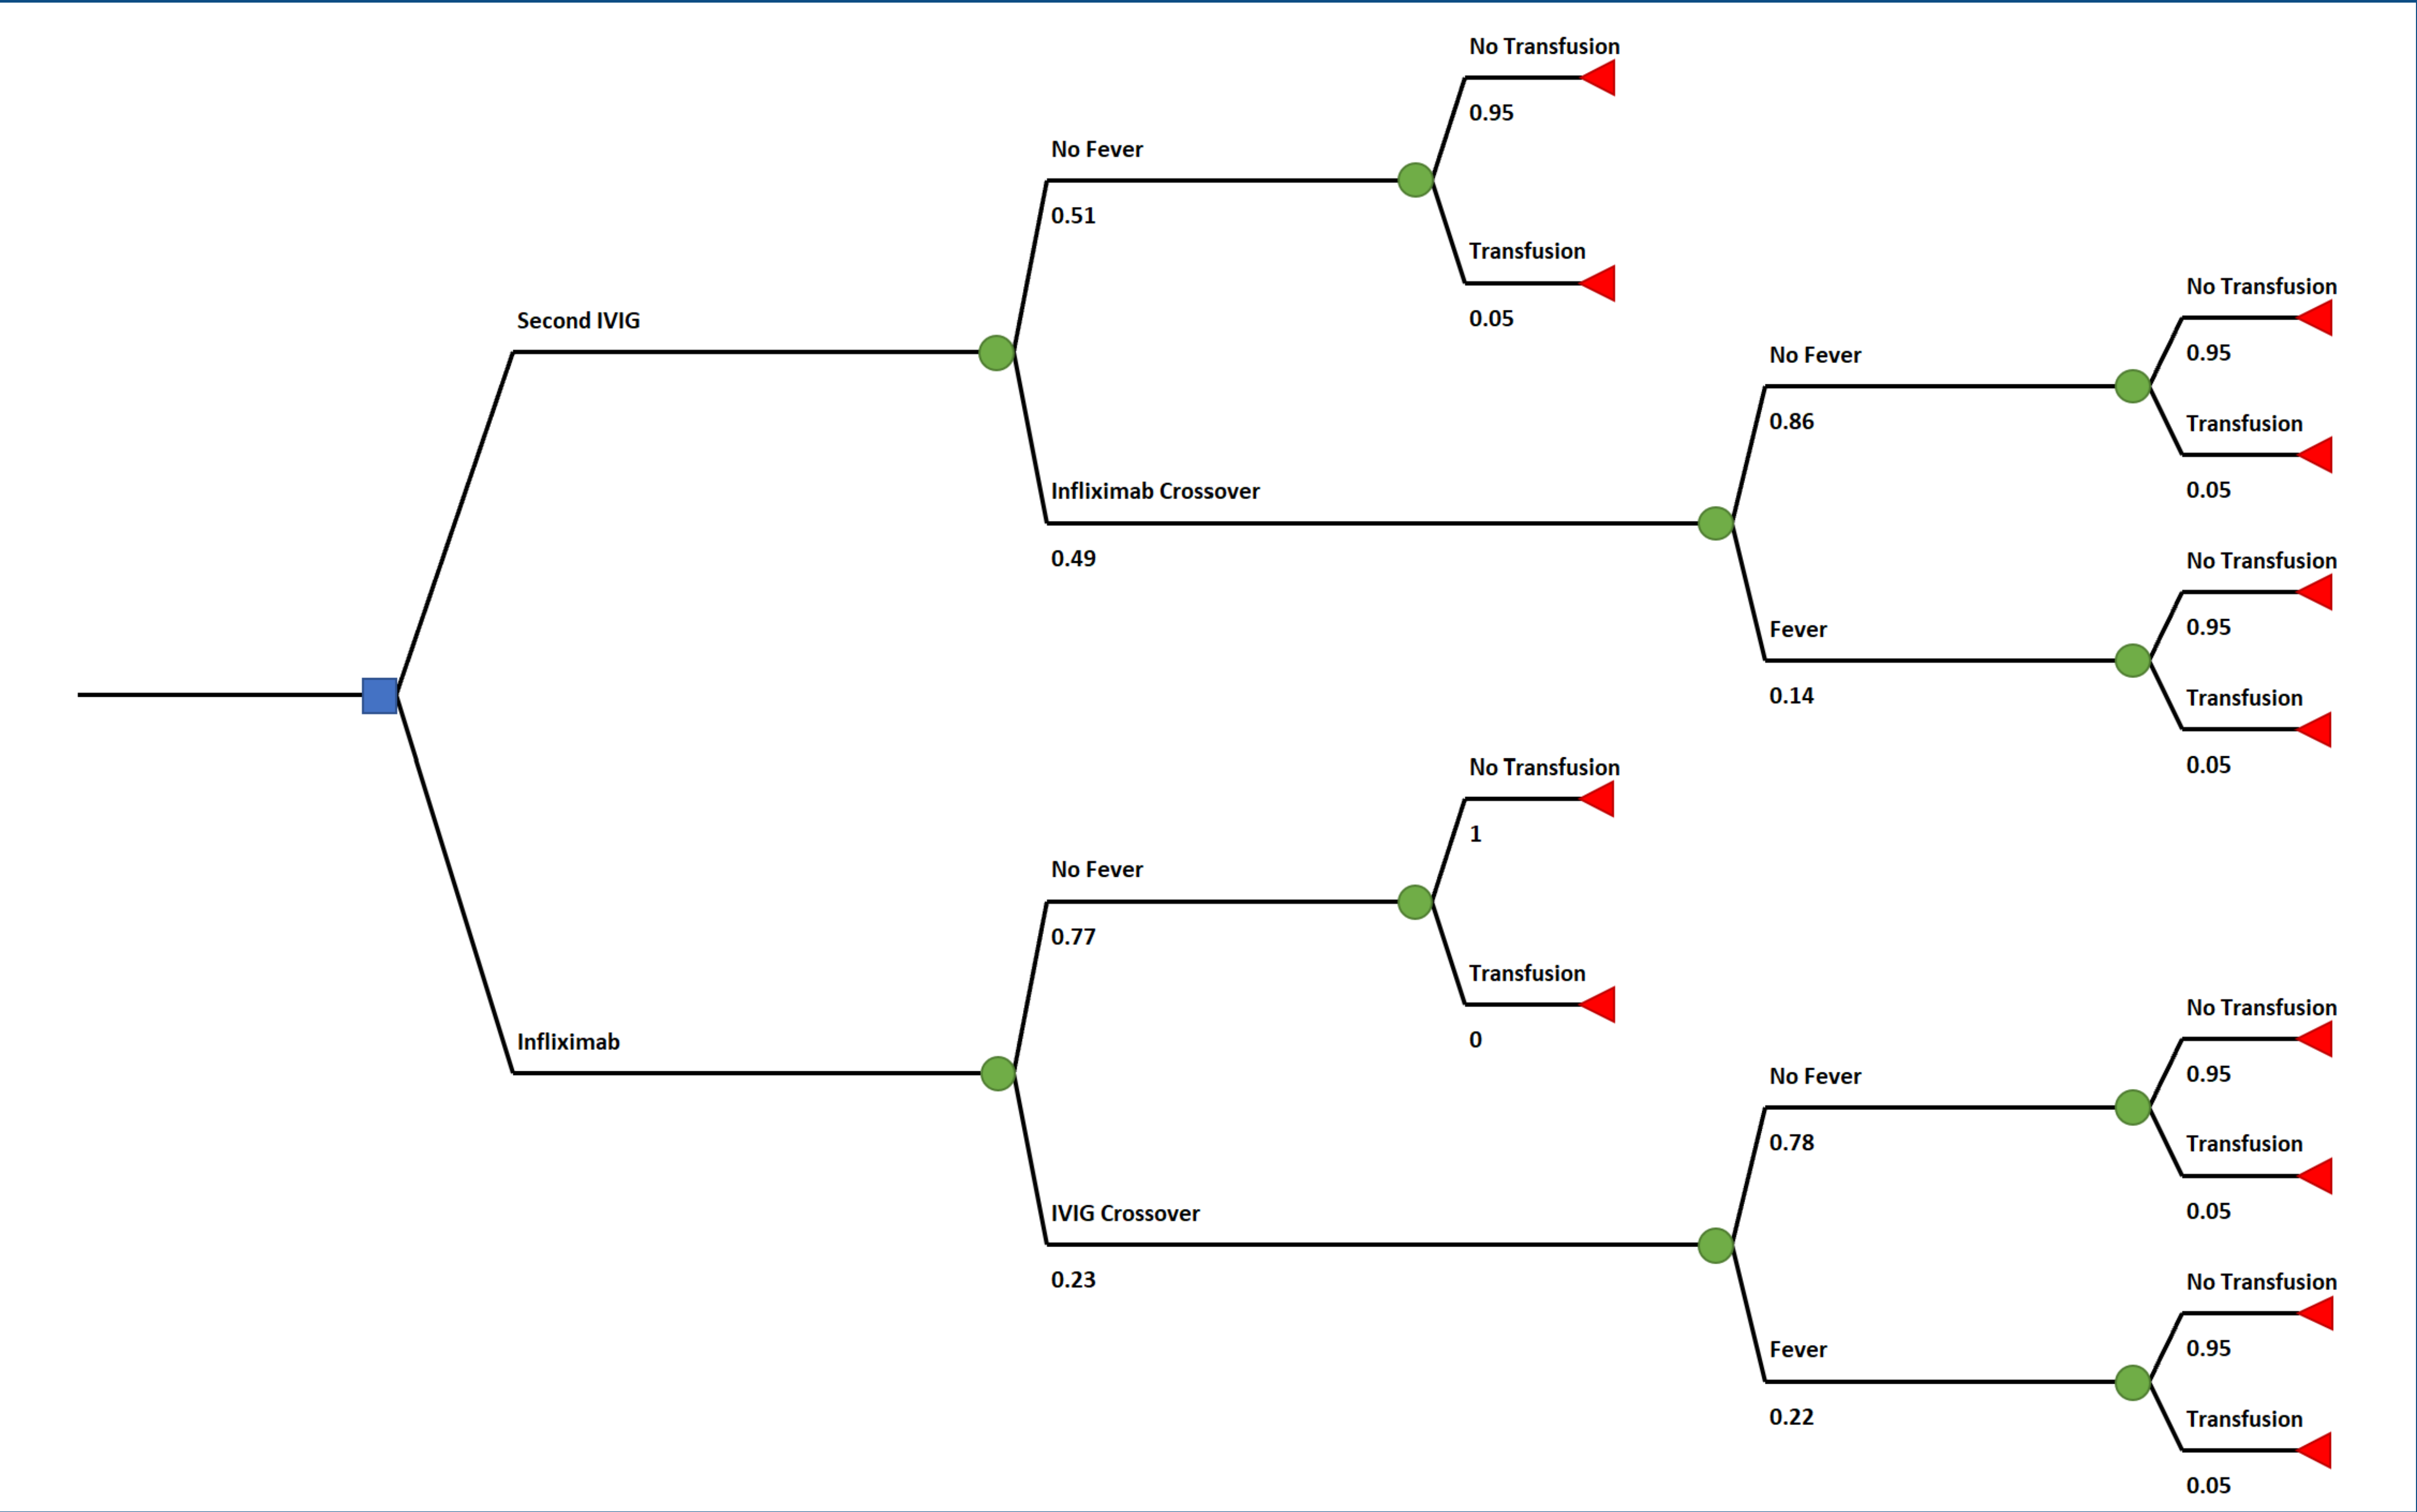 No Transfusion
0.95
No Fever
0.51
Transfusion
0.05
Second IVIG
Infliximab Crossover
0.49
No Fever
0.86
No Transfusion
0.95
Transfusion
0.05
Fever
0.14
No Transfusion
0.95
Transfusion
0.05
Infliximab
No Fever
0.77
No Transfusion
1
Transfusion
0
IVIG Crossover
0.23
No Fever
0.78
No Transfusion
0.95
Transfusion
0.05
Fever
0.22
No Transfusion
0.95
Transfusion
0.05